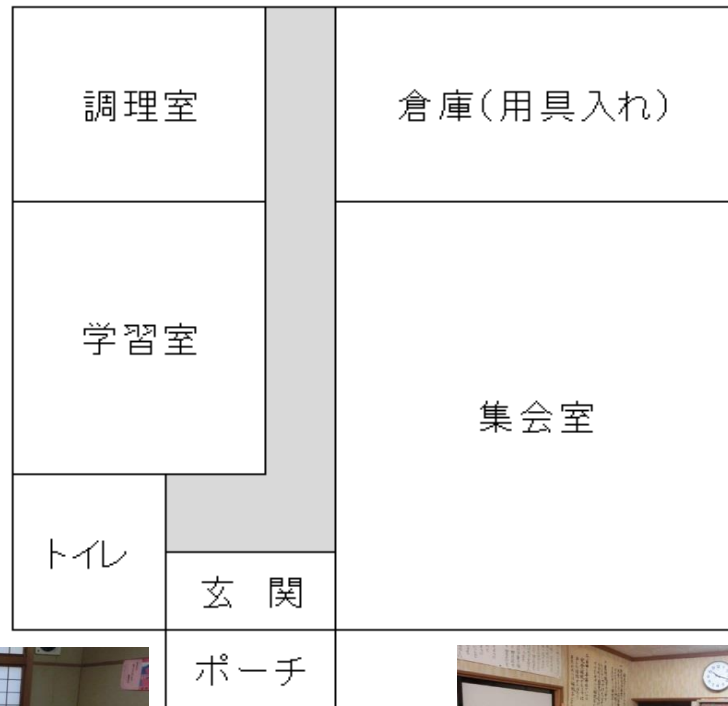 調理室
倉庫(用具入れ)
学習室
集会室
トイレ
玄 関
ポーチ